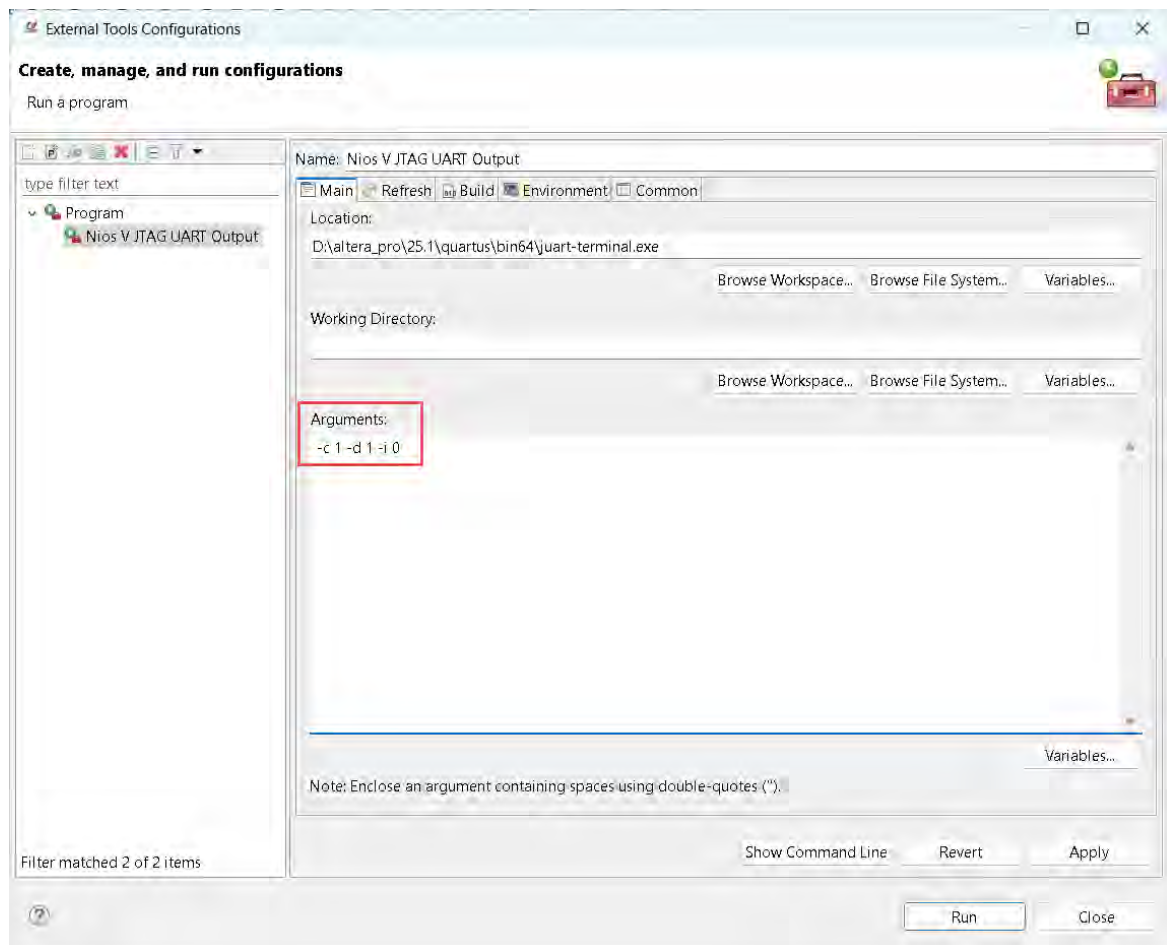 External Tools Configurations
Create, manage, and run configurations
Run a program
type filter text
Program
Nios V JTAG UART Output
Filter matched 2 of 2 items
Name: Nios V JTAG UART Output
Main Refresh Build Environment Common
Location:
D:\altera_pro\25.1\quartus\bin64\juart-terminal.exe
Browse Workspace... Browse File System... Variables...
Working Directory:
Browse Workspace... Browse File System... Variables...
Arguments:
-c 1 -d 1 -i 0
Variables...
Note: Enclose an argument containing spaces using double-quotes (").
Show Command Line Revert Apply
Run Close